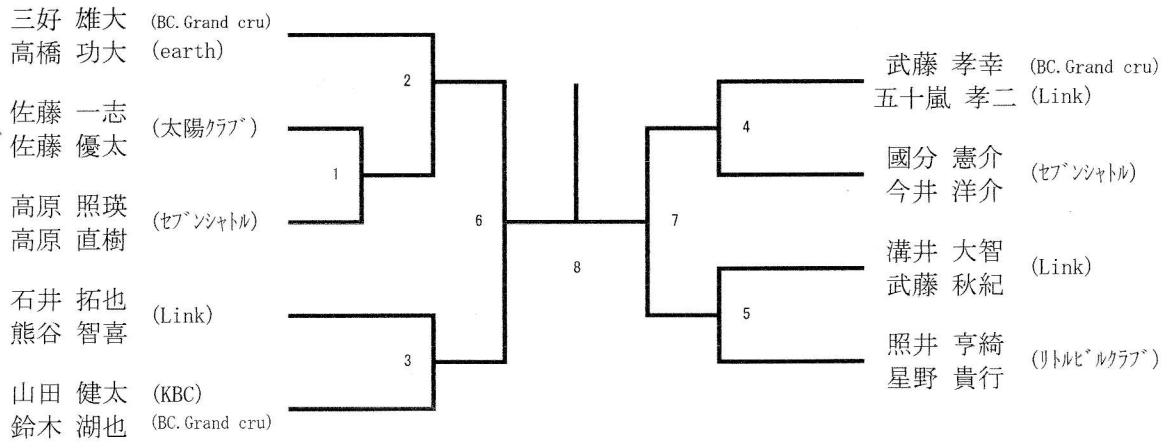 三好 雄大 (BC.Grand cru)
高橋 功大 (earth)
佐藤 一志
佐藤 優太
(太陽クラブ)
高原 照瑛
高原 直樹
(セブンシャトル)
石井 拓也
熊谷 智喜
(Link)
山田 健太 (KBC)
鈴木 湖也 (BC.Grand cru)
1
2
3
6
8
7
4
5
武藤 孝幸 (BC.Grand cru)
五十嵐 孝二 (Link)
國分 憲介
今井 洋介
(セブンシャトル)
溝井 大智
武藤 秋紀
(Link)
照井 亨綺
星野 貴行
(リトルビルクラブ)